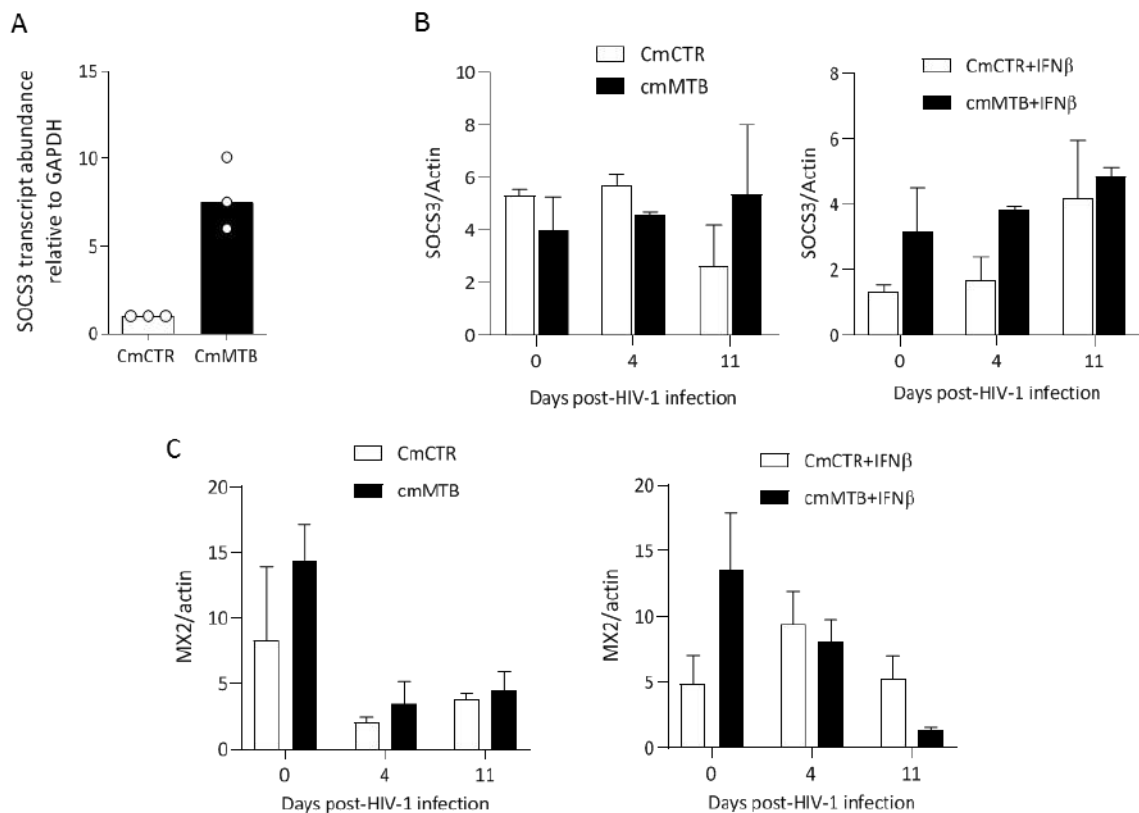 A
SOCS3 transcript abundance
relative to GAPDH
15
10
5
0
CmCTR
CmMTB
B
CmCTR
cmMTB
SOCS3/Actin
10
8
6
4
2
0
0
4
11
Days post-HIV-1 infection
CmCTR+IFNβ
cmMTB+IFNβ
SOCS3/Actin
8
6
4
2
0
0
4
11
Days post-HIV-1 infection
C
CmCTR
cmMTB
MX2/actin
20
15
10
5
0
0
4
11
Days post-HIV-1 infection
CmCTR+IFNβ
cmMTB+IFNβ
MX2/actin
20
15
10
5
0
0
4
11
Days post-HIV-1 infection